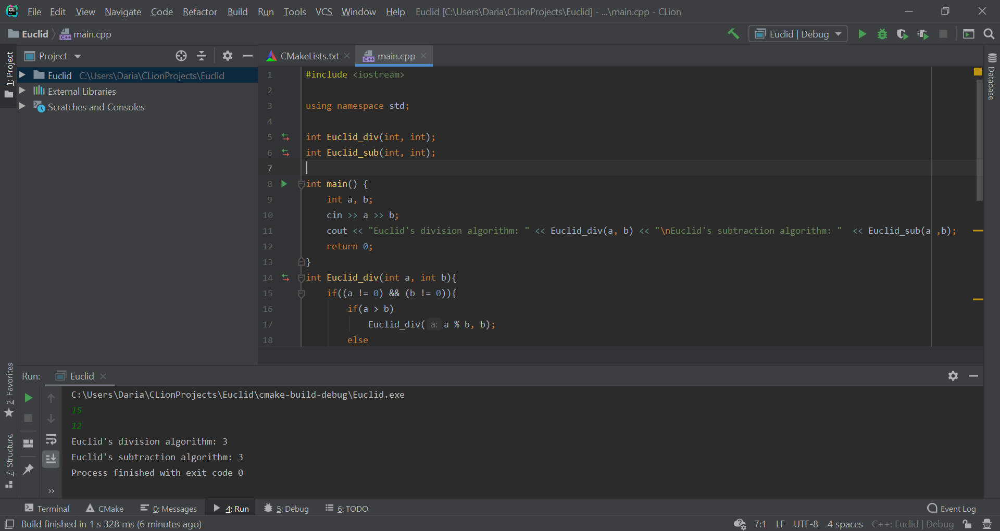 File Edit View Navigate Code Refactor Build Run Tools VCS Window Help Euclid [C:\Users\Daria\CLionProjects\Euclid] - ...\main.cpp - CLion
Euclid main.cpp
Euclid | Debug
1: Project
Project
Euclid C:\Users\Daria\CLionProjects\Euclid
External Libraries
Scratches and Consoles
CMakeLists.txt main.cpp
1 #include <iostream>
2
3 using namespace std;
4
5 int Euclid_div(int, int);
6 int Euclid_sub(int, int);
7
8 int main() {
9 int a, b;
10 cin >> a >> b;
11 cout << "Euclid's division algorithm: " << Euclid_div(a, b) << "\nEuclid's subtraction algorithm: " << Euclid_sub(a ,b);
12 return 0;
13 }
14 int Euclid_div(int a, int b){
15 if((a != 0) && (b != 0)){
16 if(a > b)
17 Euclid_div( a: a % b, b);
18 else
Database
2: Favorites
7: Structure
Run: Euclid
C:\Users\Daria\CLionProjects\Euclid\cmake-build-debug\Euclid.exe
15
12
Euclid's division algorithm: 3
Euclid's subtraction algorithm: 3
Process finished with exit code 0
Terminal CMake 0: Messages 4: Run 5: Debug 6: TODO Event Log
Build finished in 1 s 328 ms (6 minutes ago) 7:1 LF UTF-8 4 spaces C++: Euclid | Debug